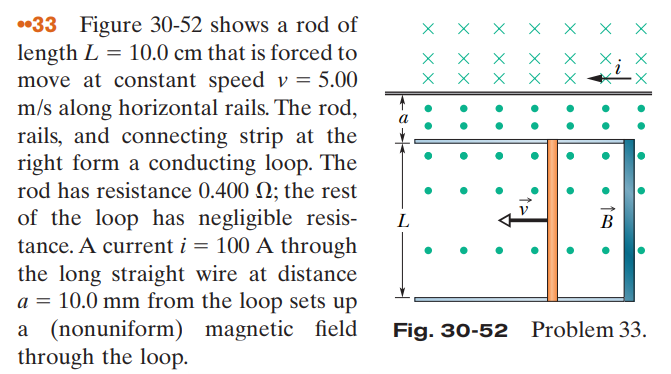 ••33 Figure 30-52 shows a rod of
length L = 10.0 cm that is forced to
move at constant speed v = 5.00
m/s along horizontal rails. The rod,
rails, and connecting strip at the
right form a conducting loop. The
rod has resistance 0.400 Ω; the rest
of the loop has negligible resis-
tance. A current i = 100 A through
the long straight wire at distance
a = 10.0 mm from the loop sets up
a (nonuniform) magnetic field
through the loop.
i
a
L
v⃗
B⃗
Fig. 30-52 Problem 33.